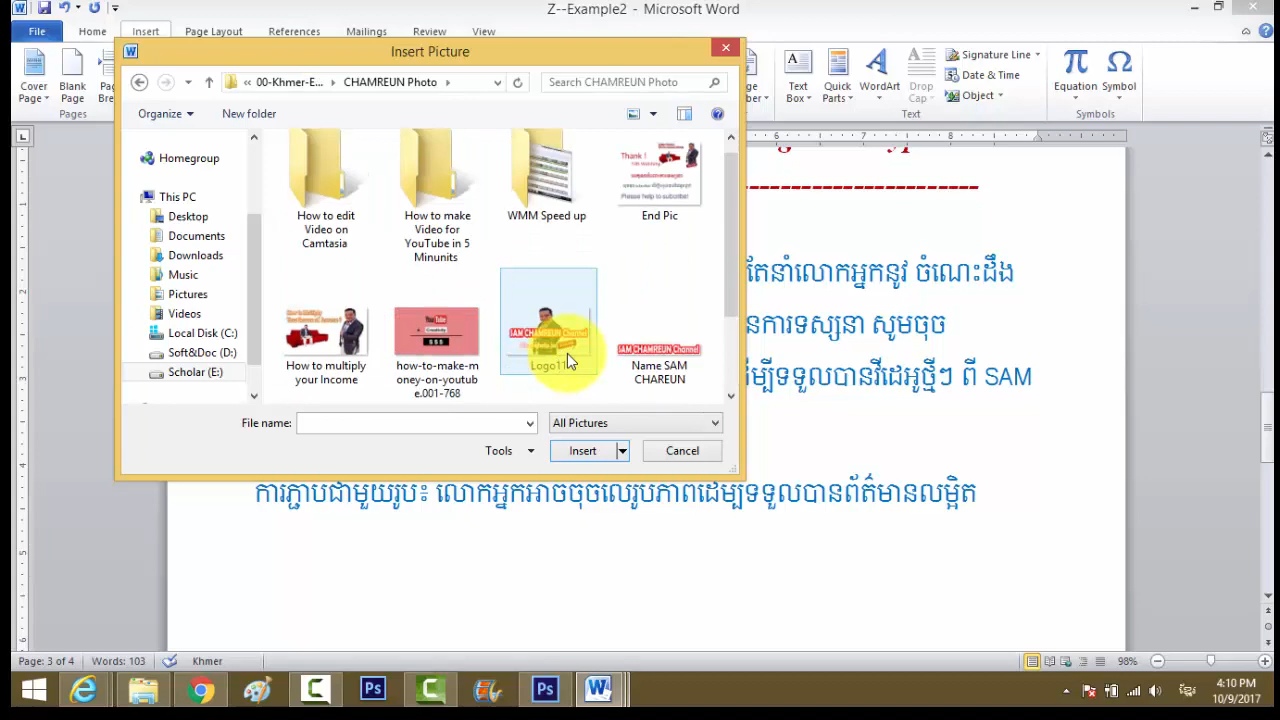 Z--Example2 - Microsoft Word
File Home Insert Page Layout References Mailings Review View
Insert Picture
Cover Page
Blank Page
Pages
Text Box
Quick Parts
WordArt
Drop Cap
Signature Line
Date & Time
Object
Text
Equation
Symbol
Symbols
« 00-Khmer-E... CHAMREUN Photo
Search CHAMREUN Photo
Organize New folder
Homegroup
This PC
Desktop
Documents
Downloads
Music
Pictures
Videos
Local Disk (C:)
Soft&Doc (D:)
Scholar (E:)
How to edit Video on Camtasia
How to make Video for YouTube in 5 Minunits
WMM Speed up
End Pic
How to multiply your Income
how-to-make-money-on-youtube.001-768
Name SAM CHAREUN
File name:
All Pictures
Tools Insert Cancel
តែនាំលោកអ្នកនូវ ចំណេះដឹង
នការទស្សនា សូមចុច
ដើម្បីទទួលបានវីដេអូថ្មីៗ ពី SAM
ការភ្ជាប់ជាមួយរូប៖ លោកអ្នកអាចចុចលើរូបភាពដើម្បីទទួលបានព័ត៌មានលម្អិត
Page: 3 of 4 Words: 103 Khmer 98%
4:10 PM
10/9/2017